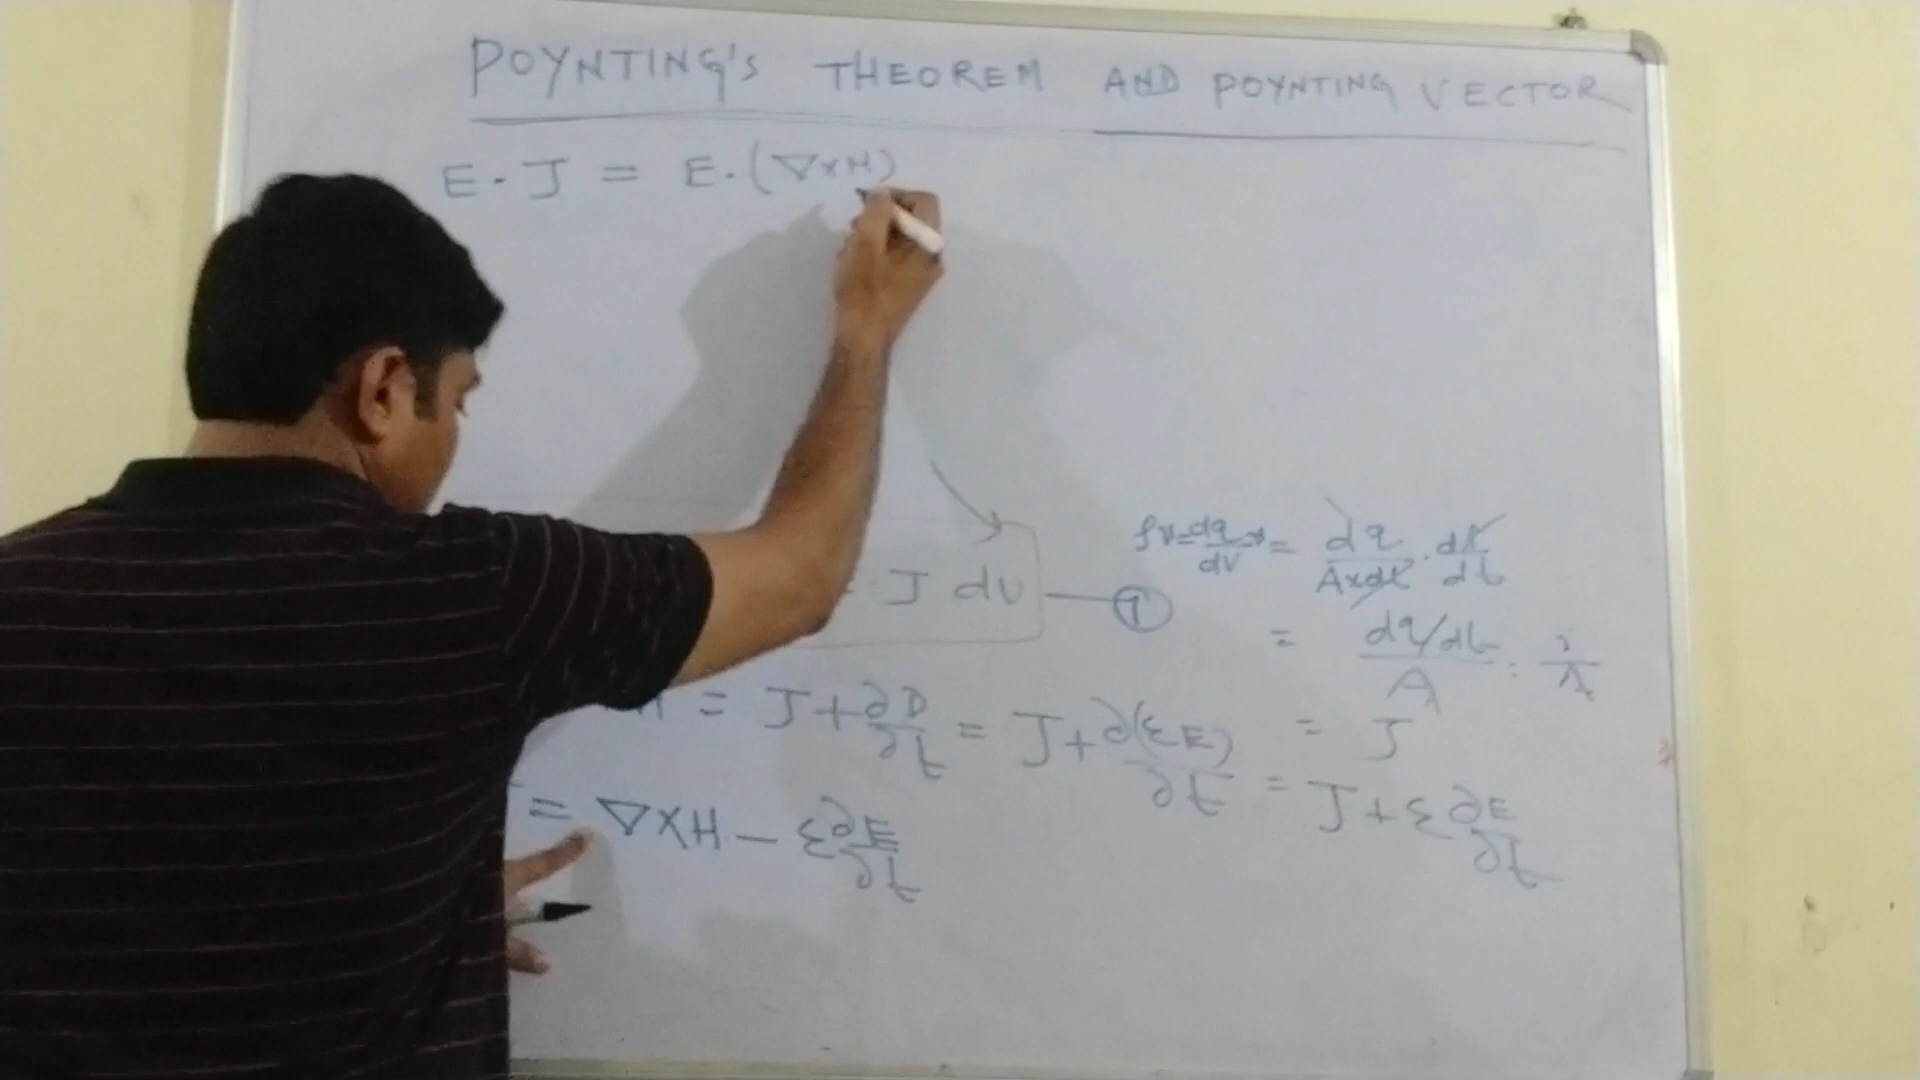 POYNTING's THEOREM AND POYNTING VECTOR
E . J = E . (∇×H)
ρv = dq/dV v = dq/(A×dl) . dl/dt
J dv — ①
= (dq/dt)/A = i/A
H = J + ∂D/∂t = J + ∂(εE)/∂t = J + ε ∂E/∂t
= J
= ∇×H − ε ∂E/∂t